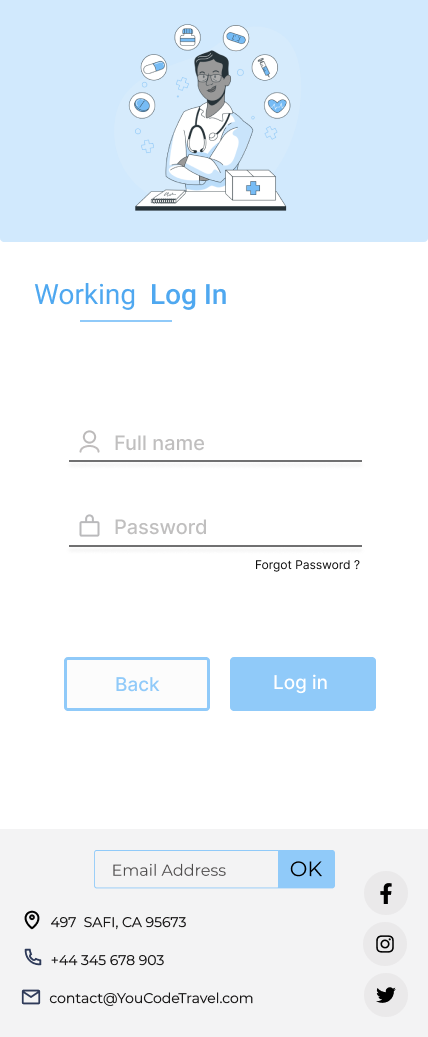 Working Log In
Full name
Password
Forgot Password ?
Back
Log in
Email Address
OK
497 SAFI, CA 95673
+44 345 678 903
contact@YouCodeTravel.com